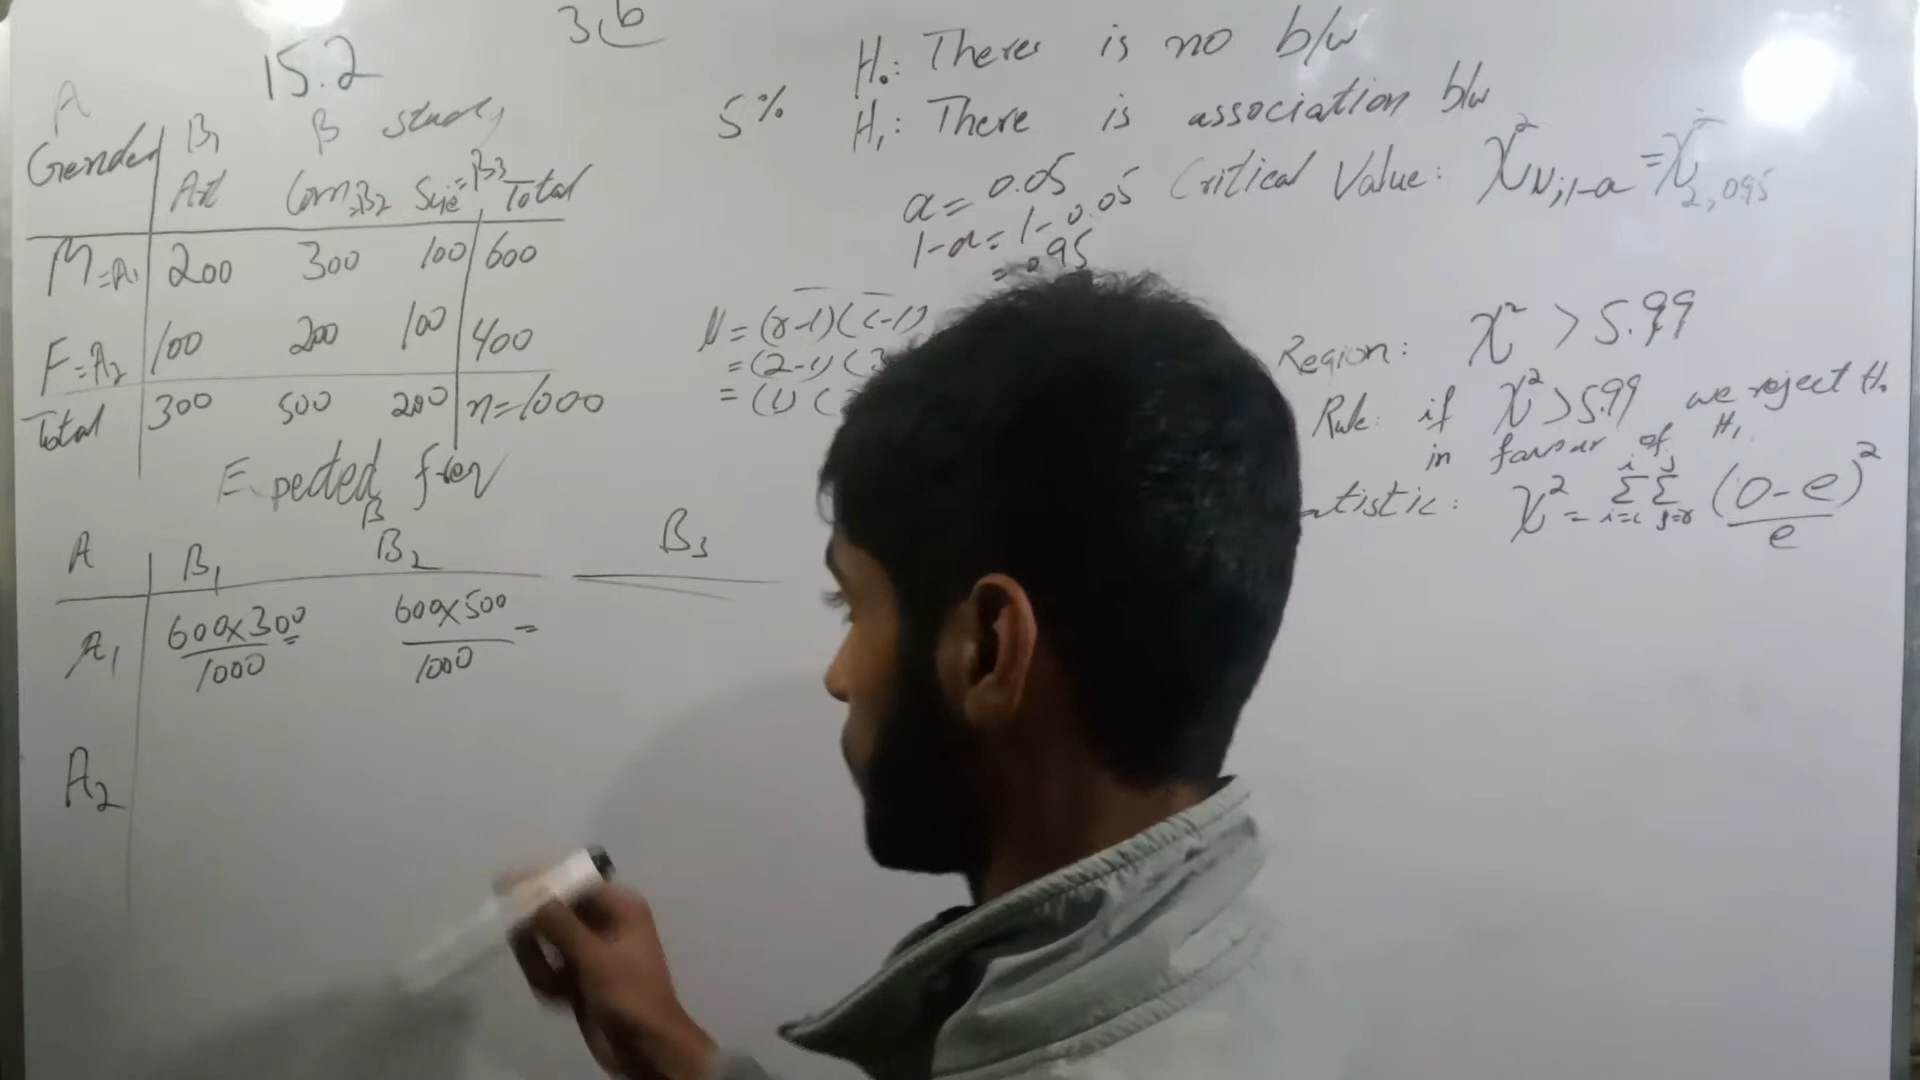 15.2
3.b
A
B study
Gender B1 Art Com=B2 Scie=B3 Total
M=A1 200 300 100 600
F=A2 100 200 100 400
Total 300 500 200 n=1000
Expected freq
B
A B1 B2 B3
A1 600x300/1000 = 600x500/1000 =
A2
5%
H0: There is no b/w
H1: There is association b/w
α = 0.05
1-α = 1-0.05
= 0.95
Critical Value: χ²ν;1-α = χ²2,0.95
ν = (r-1)(c-1)
= (2-1)(3
= (1)(
Region: χ² > 5.99
Rule: if χ² > 5.99 we reject H0
in favour of H1
atistic: χ² = Σ Σ (o-e)²/e